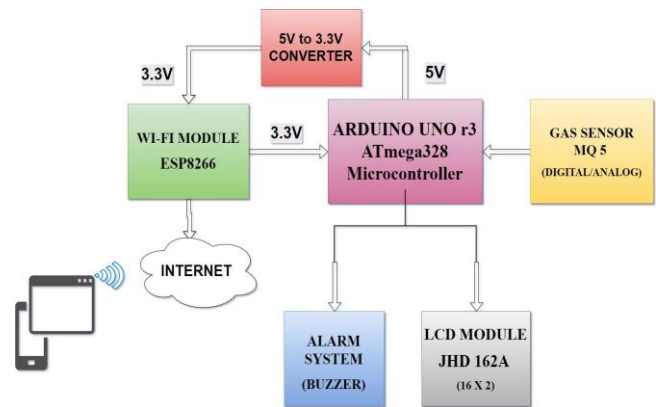 5V to 3.3V
CONVERTER
3.3V
5V
WI-FI MODULE
ESP8266
3.3V
ARDUINO UNO r3
ATmega328
Microcontroller
GAS SENSOR
MQ 5
(DIGITAL/ANALOG)
INTERNET
ALARM
SYSTEM
(BUZZER)
LCD MODULE
JHD 162A
(16 X 2)